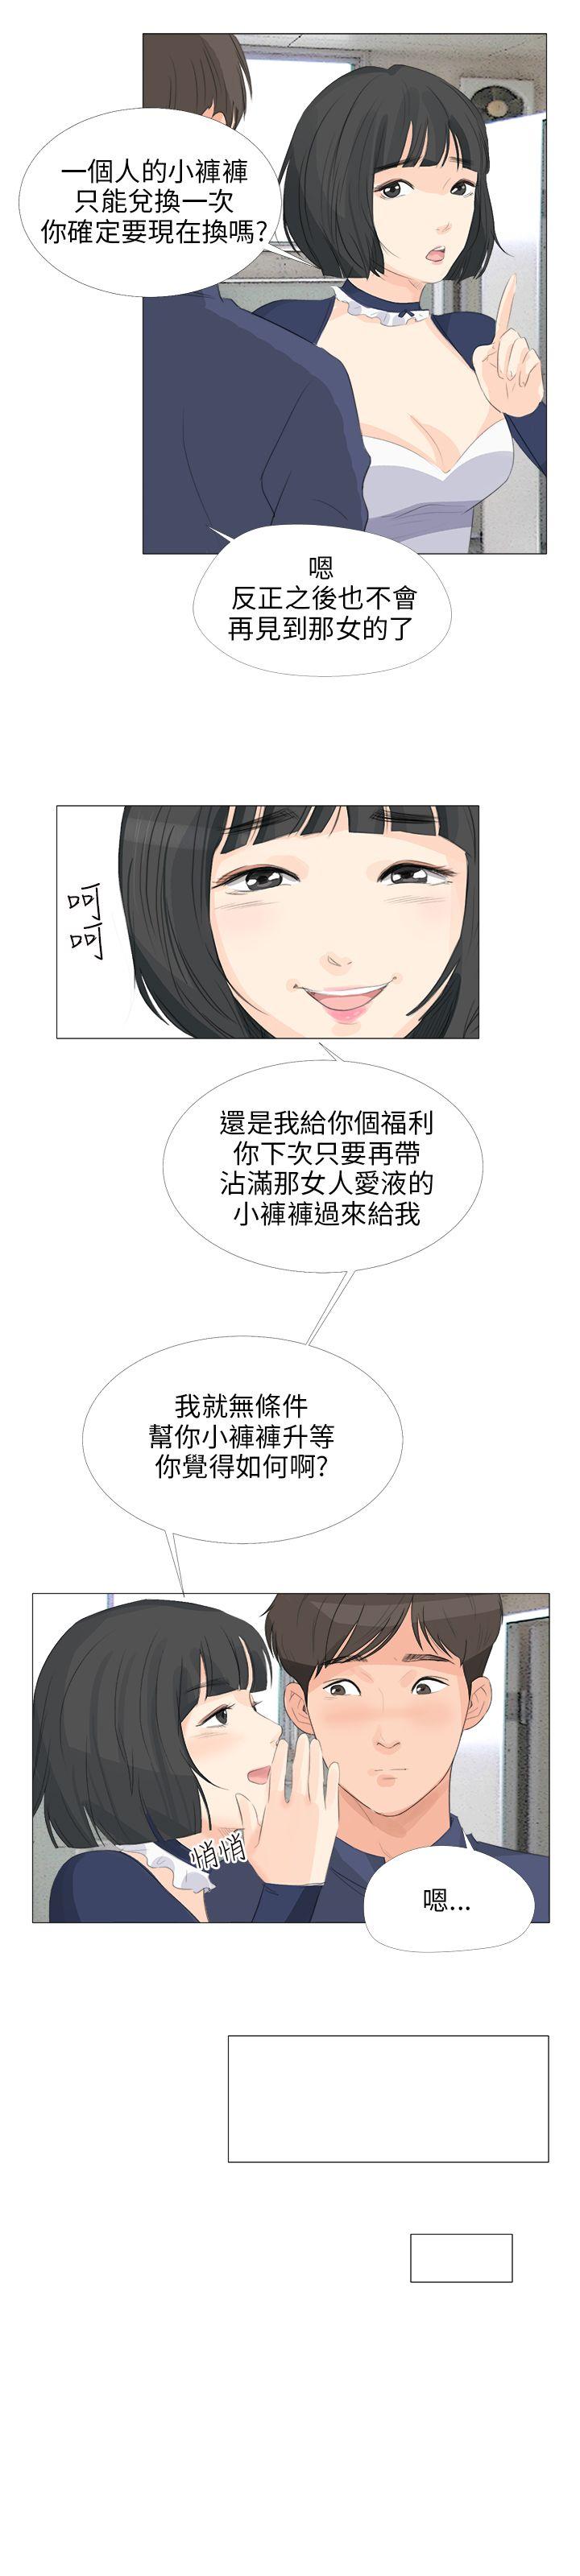 一個人的小褲褲
只能兌換一次
你確定要現在換嗎?
嗯
反正之後也不會
再見到那女的了
呵
呵
還是我給你個福利
你下次只要再帶
沾滿那女人愛液的
小褲褲過來給我
我就無條件
幫你小褲褲升等
你覺得如何啊?
悄悄
嗯...